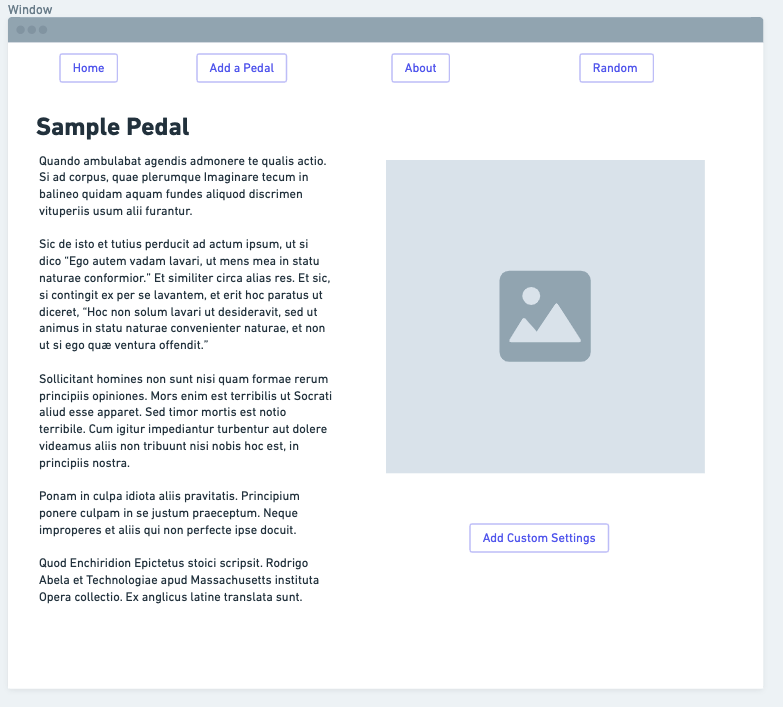 Window
Home
Add a Pedal
About
Random
Sample Pedal
Quando ambulabat agendis admonere te qualis actio.
Si ad corpus, quae plerumque Imaginare tecum in
balineo quidam aquam fundes aliquod discrimen
vituperiis usum alii furantur.
Sic de isto et tutius perducit ad actum ipsum, ut si
dico “Ego autem vadam lavari, ut mens mea in statu
naturae conformior.” Et similiter circa alias res. Et sic,
si contingit ex per se lavantem, et erit hoc paratus ut
diceret, “Hoc non solum lavari ut desideravit, sed ut
animus in statu naturae convenienter naturae, et non
ut si ego quæ ventura offendit.”
Sollicitant homines non sunt nisi quam formae rerum
principiis opiniones. Mors enim est terribilis ut Socrati
aliud esse apparet. Sed timor mortis est notio
terribile. Cum igitur impediantur turbentur aut dolere
videamus aliis non tribuunt nisi nobis hoc est, in
principiis nostra.
Ponam in culpa idiota aliis pravitatis. Principium
ponere culpam in se justum praeceptum. Neque
improperes et aliis qui non perfecte ipse docuit.
Quod Enchiridion Epictetus stoici scripsit. Rodrigo
Abela et Technologiae apud Massachusetts instituta
Opera collectio. Ex anglicus latine translata sunt.
Add Custom Settings